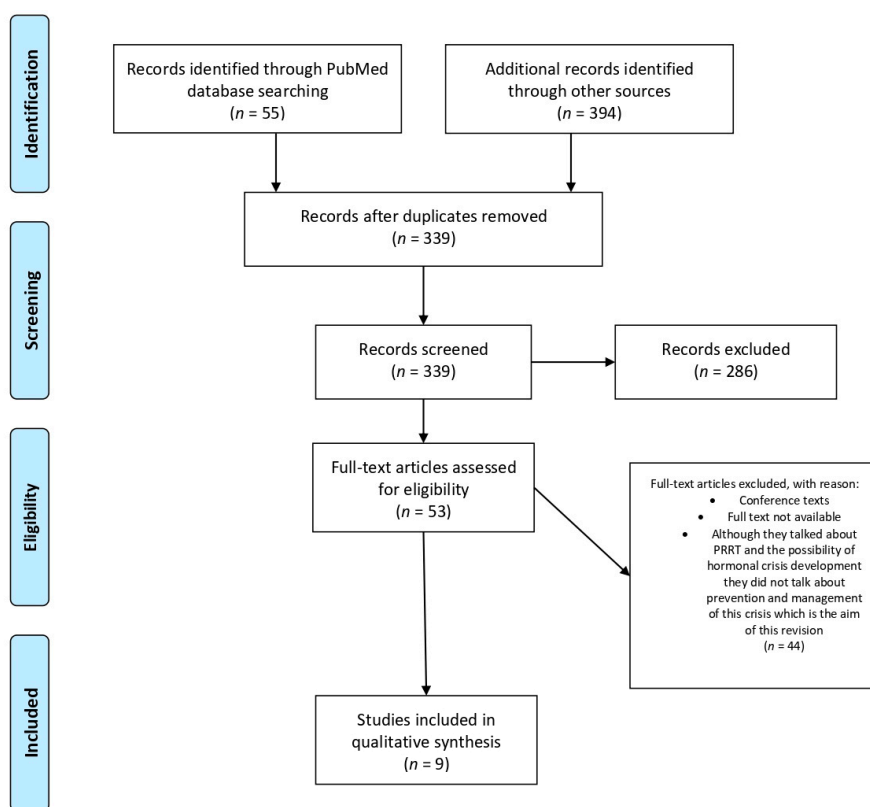 Identification
Records identified through PubMed
database searching
(n = 55)
Additional records identified
through other sources
(n = 394)
Records after duplicates removed
(n = 339)
Screening
Records screened
(n = 339)
Records excluded
(n = 286)
Eligibility
Full-text articles assessed
for eligibility
(n = 53)
Full-text articles excluded, with reason:
• Conference texts
• Full text not available
• Although they talked about
PRRT and the possibility of
hormonal crisis development
they did not talk about
prevention and management
of this crisis which is the aim
of this revision
(n = 44)
Included
Studies included in
qualitative synthesis
(n = 9)